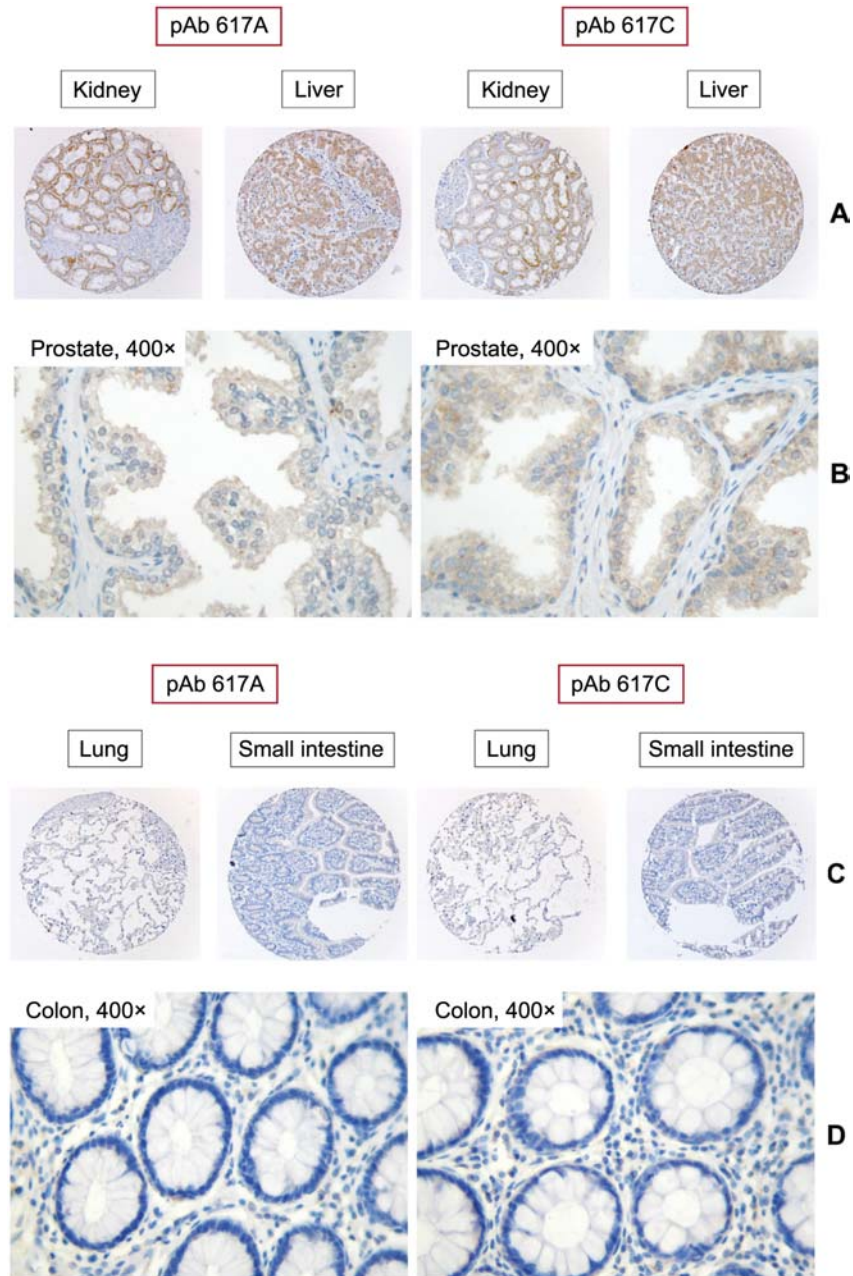 pAb 617A
pAb 617C
Kidney
Liver
Kidney
Liver
A
Prostate, 400×
Prostate, 400×
B
pAb 617A
pAb 617C
Lung
Small intestine
Lung
Small intestine
C
Colon, 400×
Colon, 400×
D